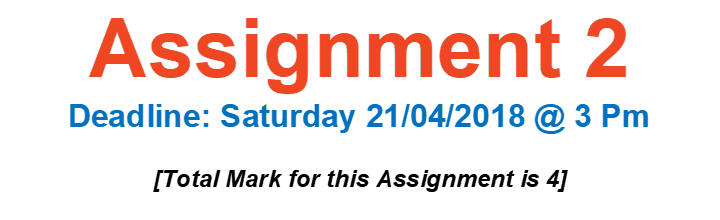 Assignment 2
Deadline: Saturday 21/04/2018 @ 3 Pm
[Total Mark for this Assignment is 4]